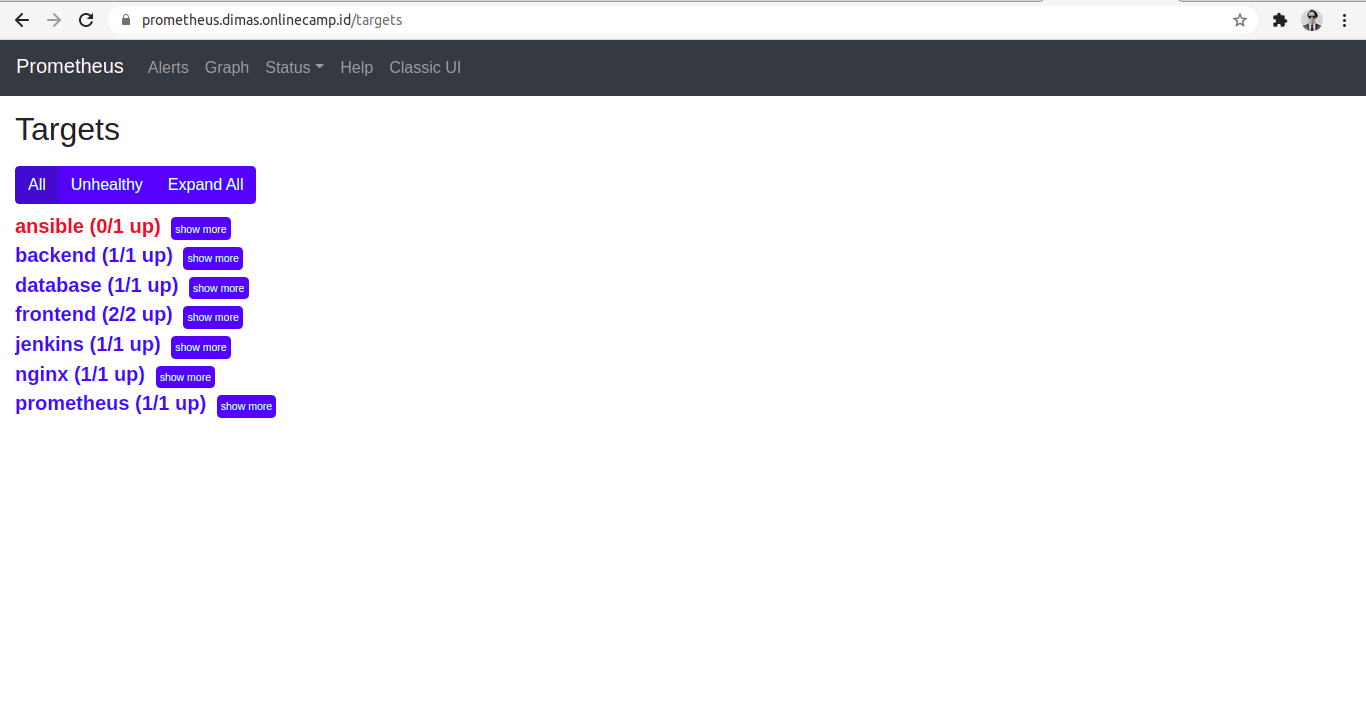 prometheus.dimas.onlinecamp.id/targets
Prometheus Alerts Graph Status Help Classic UI
Targets
All Unhealthy Expand All
ansible (0/1 up) show more
backend (1/1 up) show more
database (1/1 up) show more
frontend (2/2 up) show more
jenkins (1/1 up) show more
nginx (1/1 up) show more
prometheus (1/1 up) show more